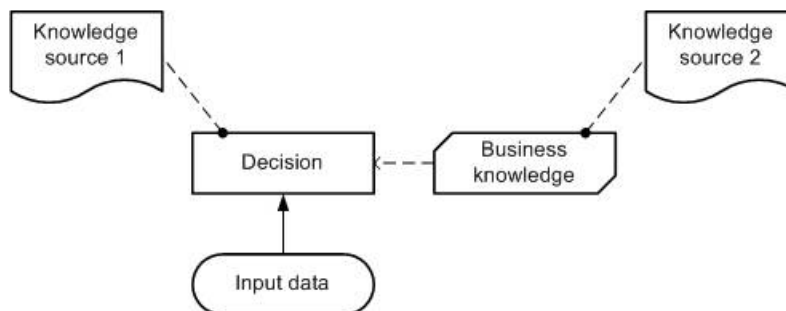 Knowledge
source 1
Knowledge
source 2
Decision
Business
knowledge
Input data